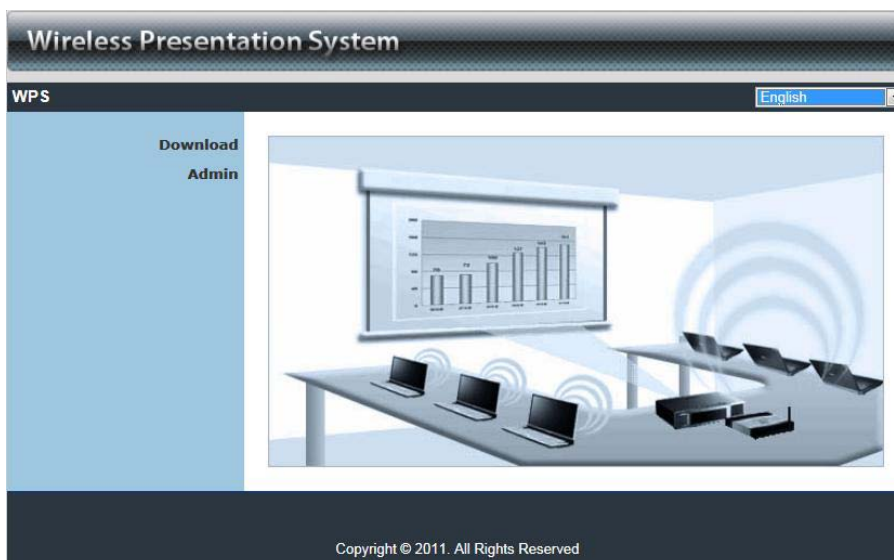 Wireless Presentation System
WPS
English
Download
Admin
Copyright © 2011. All Rights Reserved